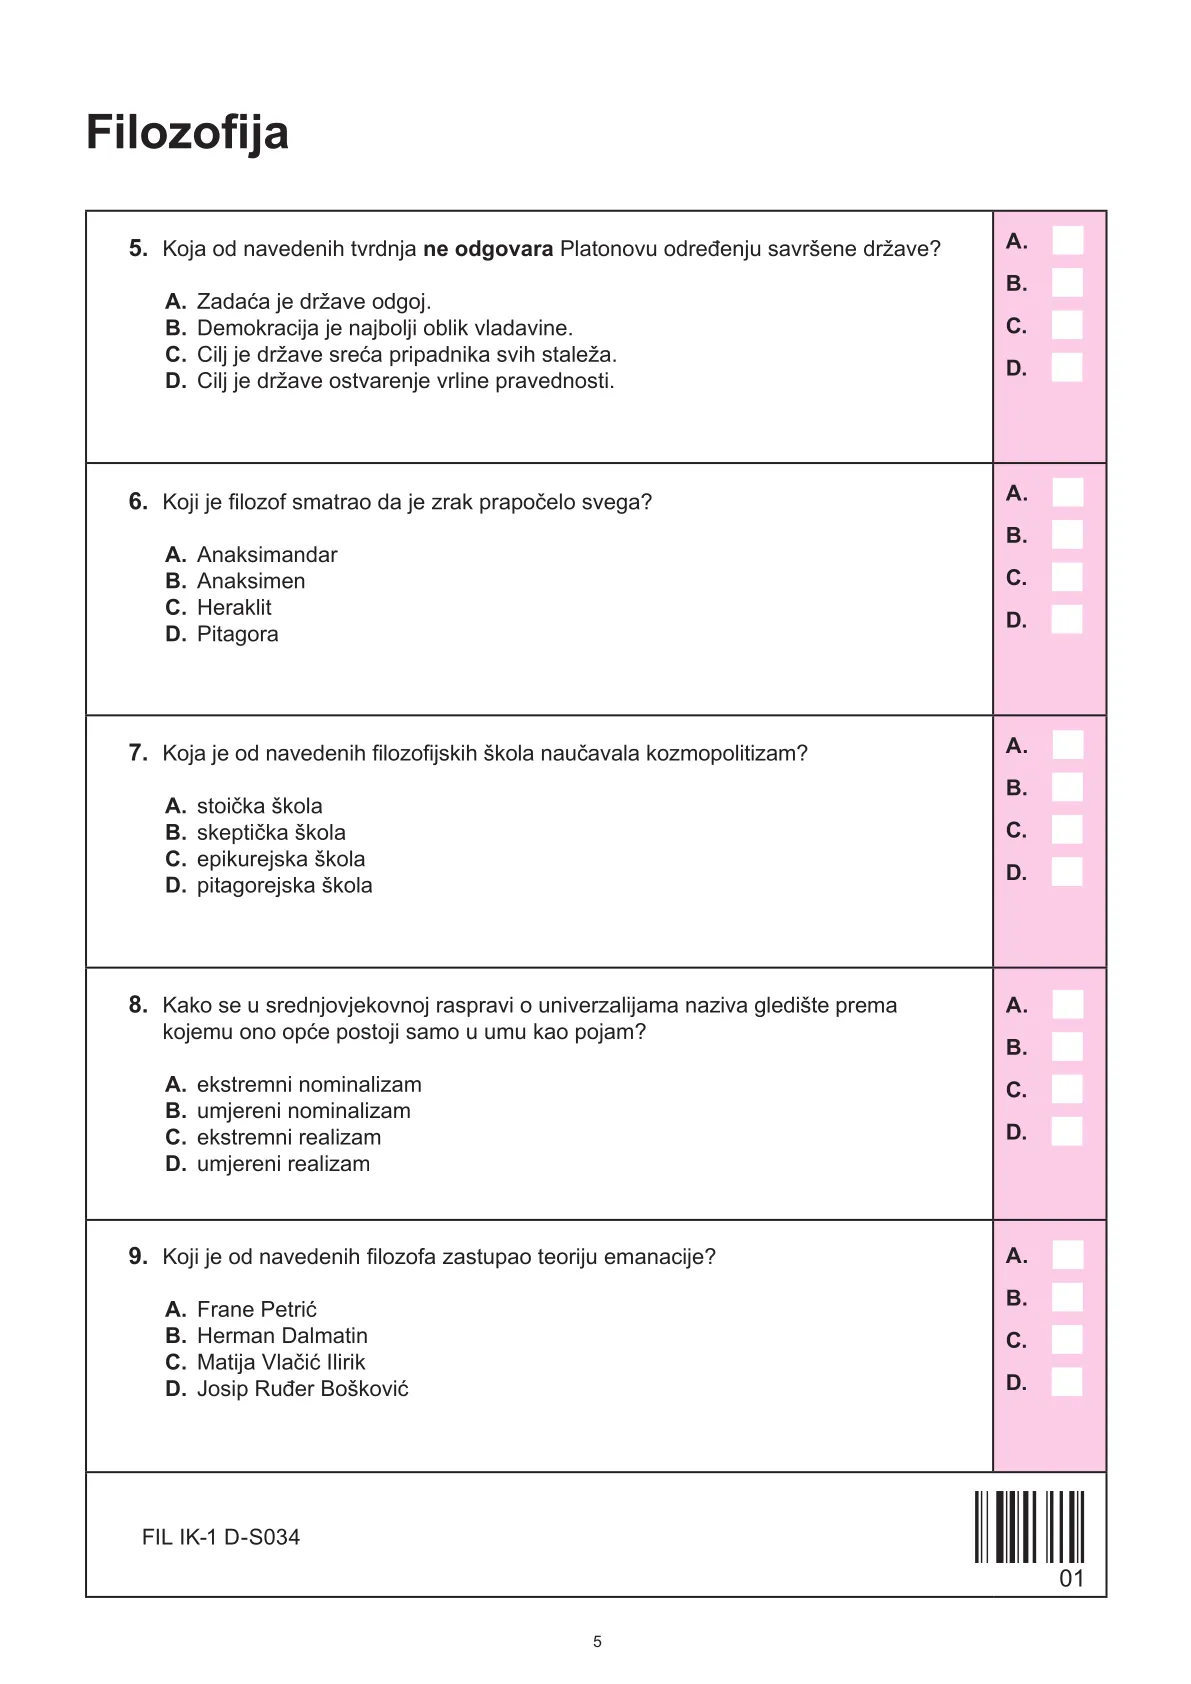 Filozofija
5. Koja od navedenih tvrdnja ne odgovara Platonovu određenju savršene države?
A. Zadaća je države odgoj.
B. Demokracija je najbolji oblik vladavine.
C. Cilj je države sreća pripadnika svih staleža.
D. Cilj je države ostvarenje vrline pravednosti.
A.
B.
C.
D.
6. Koji je filozof smatrao da je zrak prapočelo svega?
A. Anaksimandar
B. Anaksimen
C. Heraklit
D. Pitagora
A.
B.
C.
D.
7. Koja je od navedenih filozofijskih škola naučavala kozmopolitizam?
A. stoička škola
B. skeptička škola
C. epikurejska škola
D. pitagorejska škola
A.
B.
C.
D.
8. Kako se u srednjovjekovnoj raspravi o univerzalijama naziva gledište prema
kojemu ono opće postoji samo u umu kao pojam?
A. ekstremni nominalizam
B. umjereni nominalizam
C. ekstremni realizam
D. umjereni realizam
A.
B.
C.
D.
9. Koji je od navedenih filozofa zastupao teoriju emanacije?
A. Frane Petrić
B. Herman Dalmatin
C. Matija Vlačić Ilirik
D. Josip Ruđer Bošković
A.
B.
C.
D.
FIL IK-1 D-S034
01
5